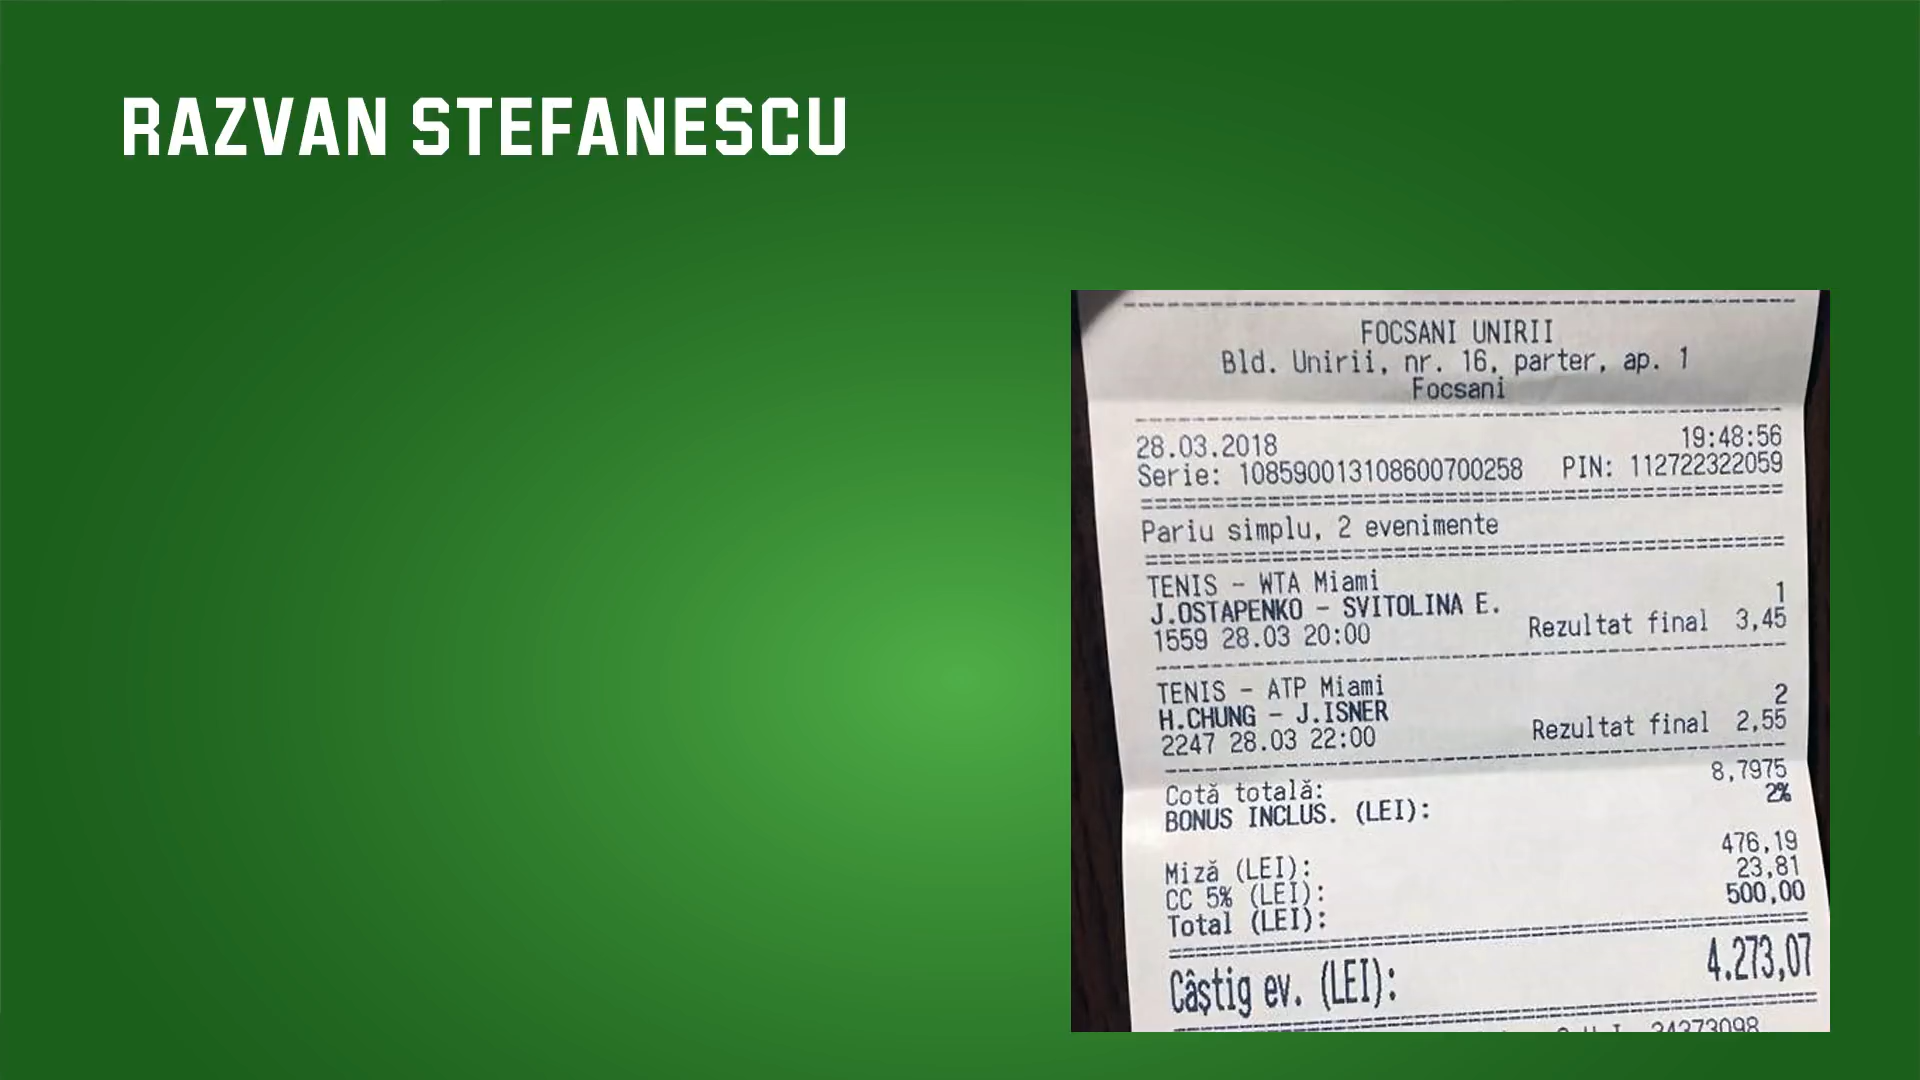 RAZVAN STEFANESCU
FOCSANI UNIRII
Bld. Unirii, nr. 16, parter, ap. 1
Focsani
28.03.2018 19:48:56
Serie: 108590013108600700258 PIN: 112722322059
Pariu simplu, 2 evenimente
TENIS - WTA Miami 1
J.OSTAPENKO - SVITOLINA E.
1559 28.03 20:00 Rezultat final 3,45
TENIS - ATP Miami 2
H.CHUNG - J.ISNER
2247 28.03 22:00 Rezultat final 2,55
Cotă totală: 8,7975
BONUS INCLUS. (LEI): 2%
Miză (LEI): 476,19
CC 5% (LEI): 23,81
Total (LEI): 500,00
Câștig ev. (LEI): 4.273,07
34273098